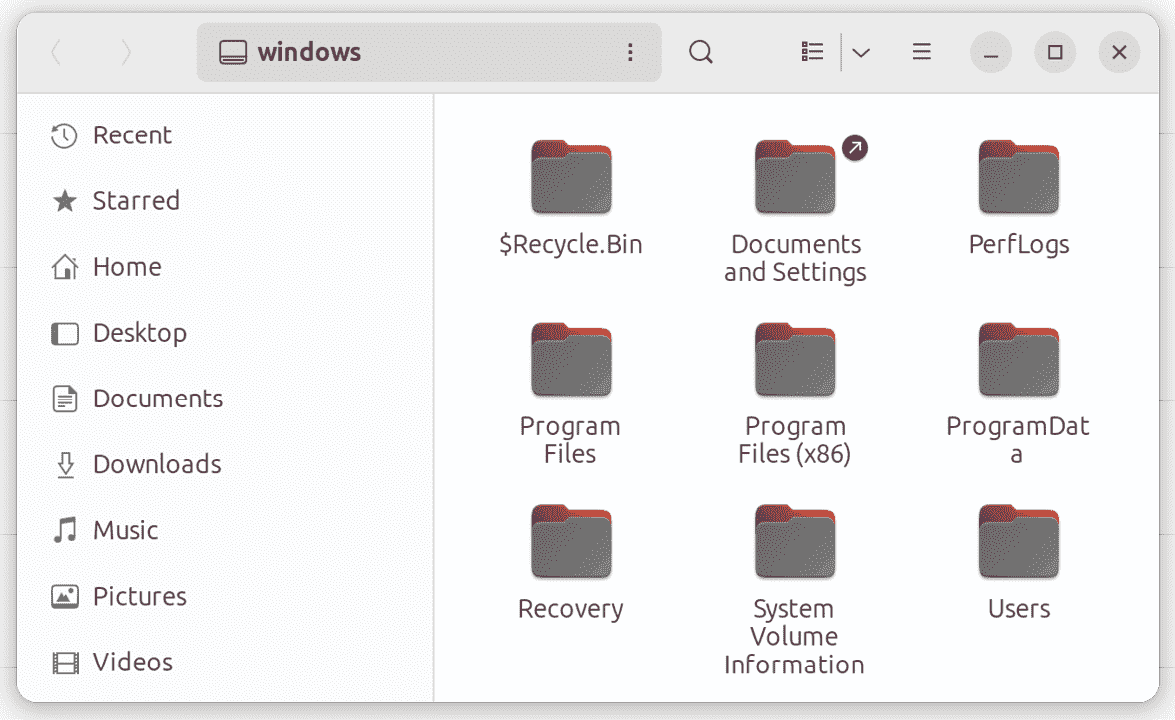 windows
Recent
Starred
Home
Desktop
Documents
Downloads
Music
Pictures
Videos
$Recycle.Bin
Documents
and Settings
PerfLogs
Program
Files
Program
Files (x86)
ProgramDat
a
Recovery
System
Volume
Information
Users